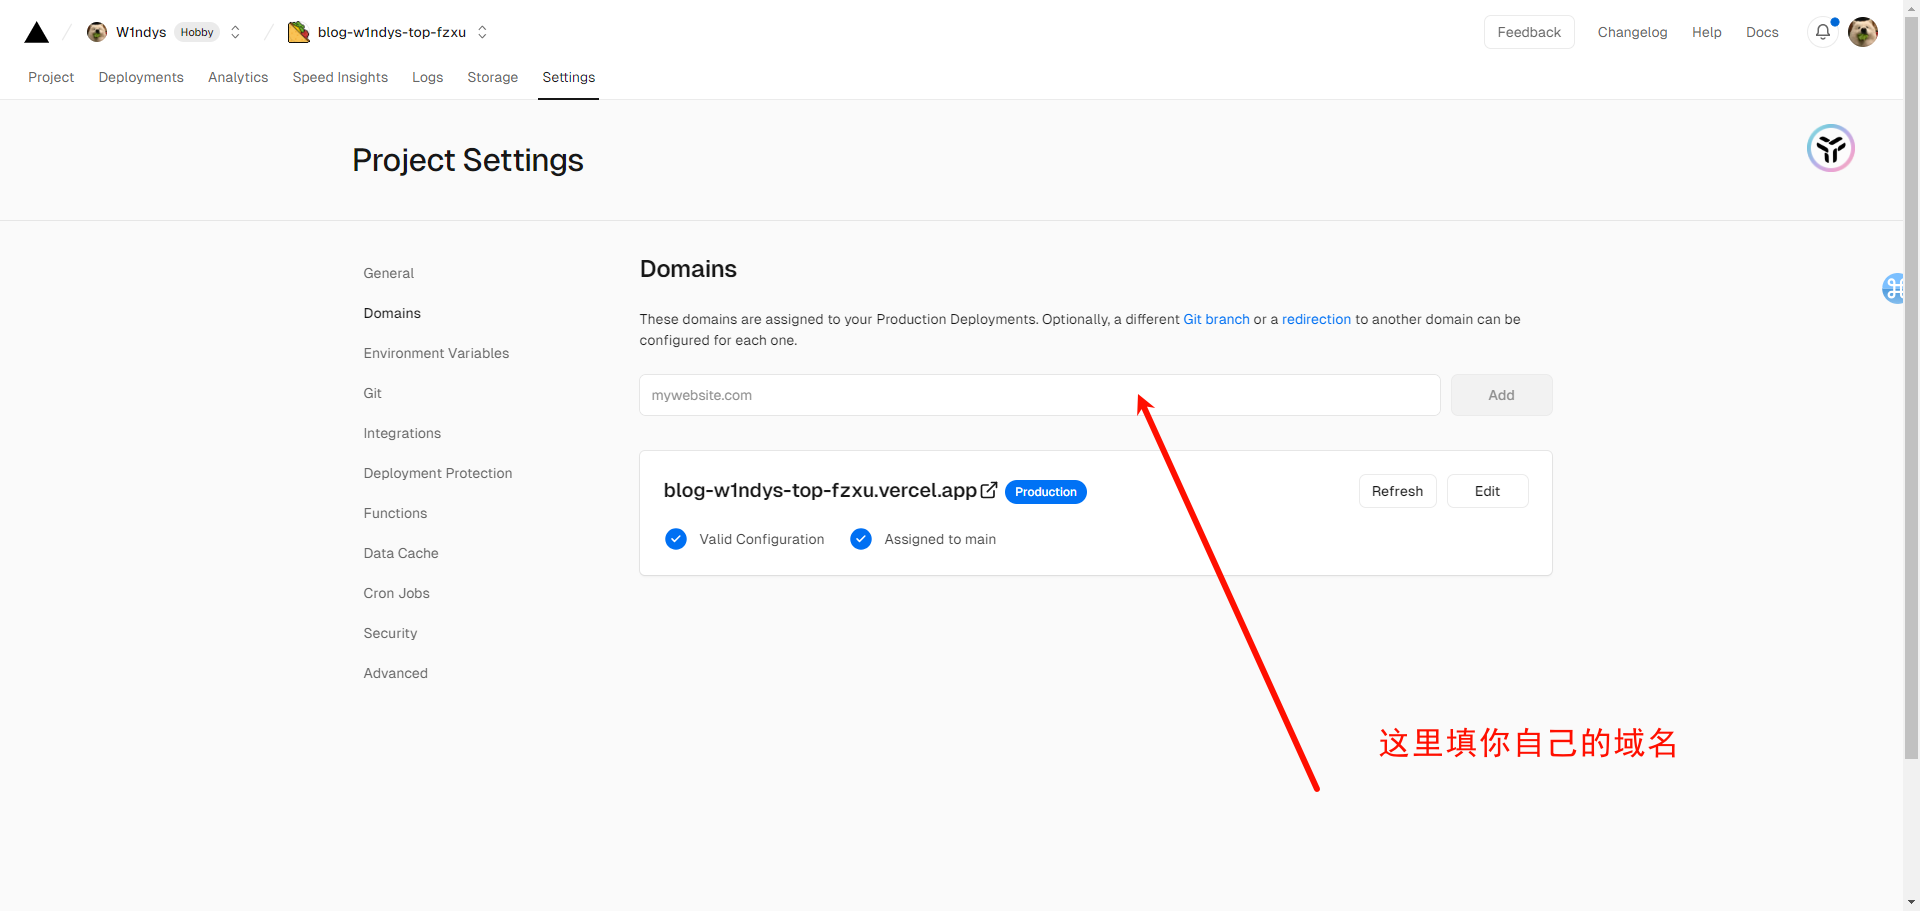 W1ndys Hobby blog-w1ndys-top-fzxu Feedback Changelog Help Docs
Project Deployments Analytics Speed Insights Logs Storage Settings
Project Settings
General
Domains
Environment Variables
Git
Integrations
Deployment Protection
Functions
Data Cache
Cron Jobs
Security
Advanced
Domains
These domains are assigned to your Production Deployments. Optionally, a different Git branch or a redirection to another domain can be
configured for each one.
mywebsite.com Add
blog-w1ndys-top-fzxu.vercel.app Production Refresh Edit
Valid Configuration Assigned to main
这里填你自己的域名